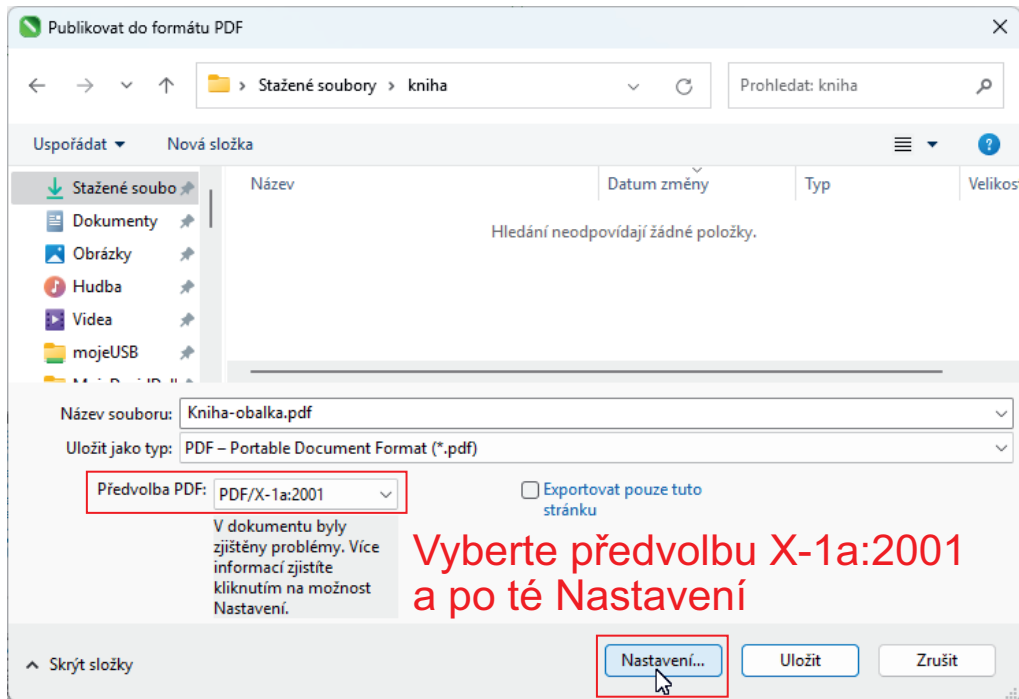 Publikovat do formátu PDF
Stažené soubory › kniha
Prohledat: kniha
Uspořádat
Nová složka
Název
Datum změny
Typ
Velikos
Stažené soubo
Dokumenty
Obrázky
Hudba
Videa
mojeUSB
Hledání neodpovídají žádné položky.
Název souboru: Kniha-obalka.pdf
Uložit jako typ: PDF – Portable Document Format (*.pdf)
Předvolba PDF: PDF/X-1a:2001
Exportovat pouze tuto
stránku
V dokumentu byly
zjištěny problémy. Více
informací zjistíte
kliknutím na možnost
Nastavení.
Vyberte předvolbu X-1a:2001
a po té Nastavení
Skrýt složky
Nastavení...
Uložit
Zrušit